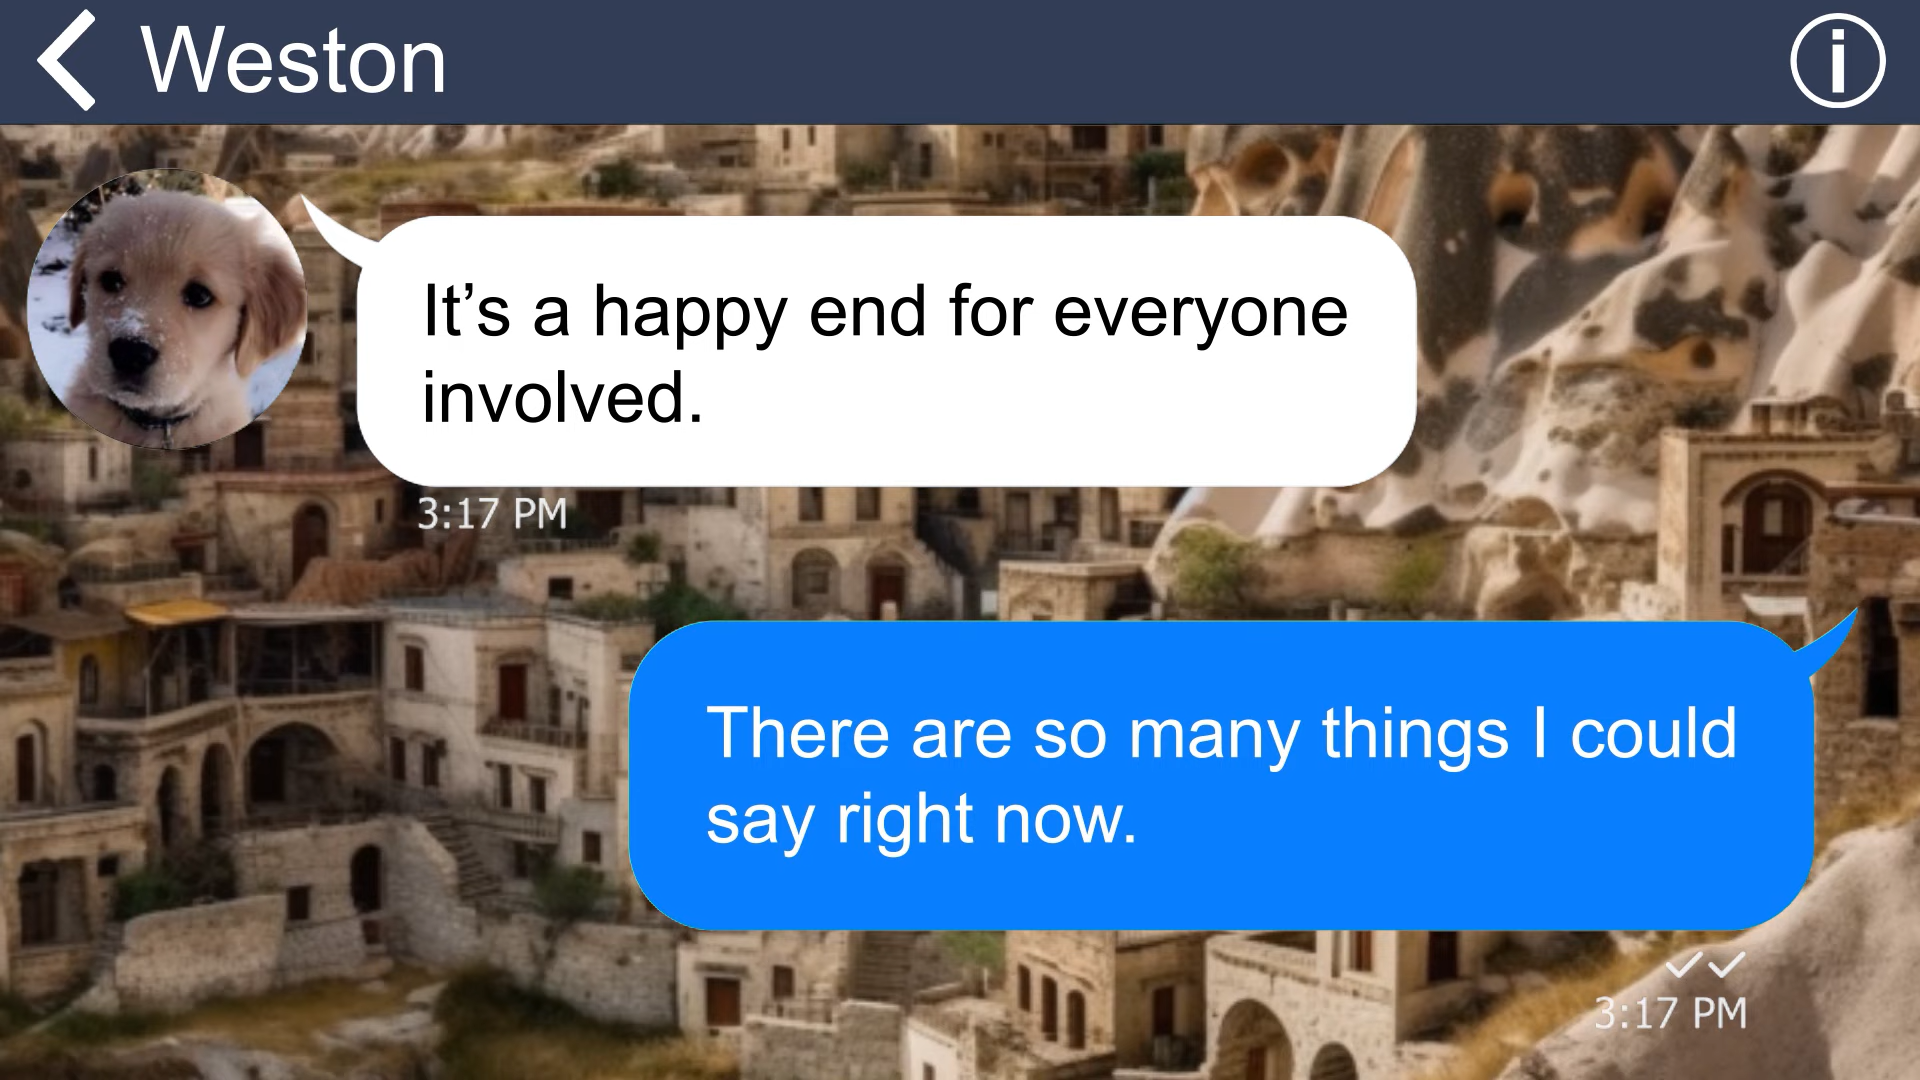 Weston
It’s a happy end for everyone
involved.
3:17 PM
There are so many things I could
say right now.
3:17 PM